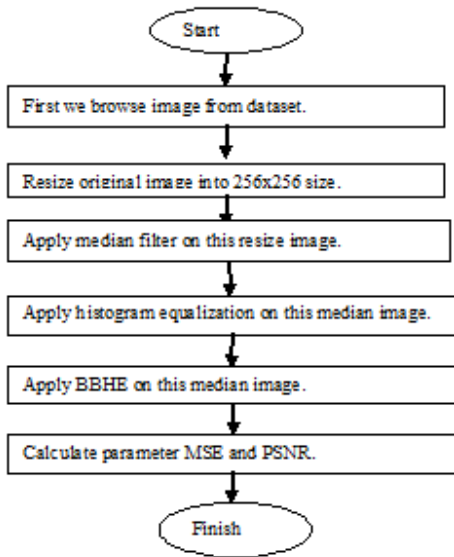 Start
First we browse image from dataset.
Resize original image into 256x256 size.
Apply median filter on this resize image.
Apply histogram equalization on this median image.
Apply BBHE on this median image.
Calculate parameter MSE and PSNR.
Finish